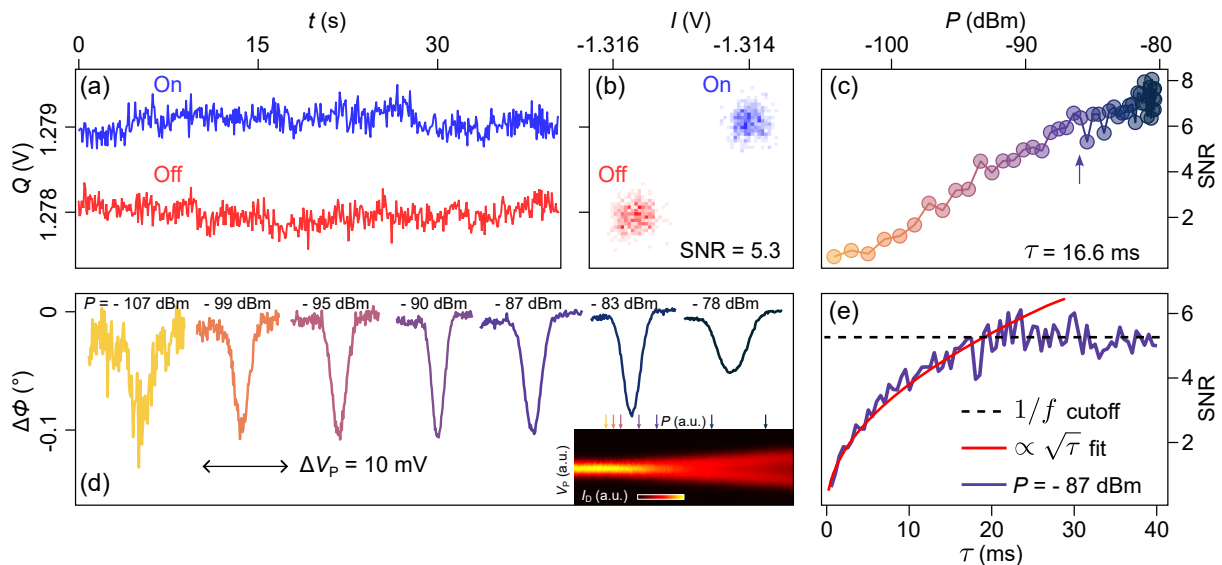 t (s)
I (V)
P (dBm)
0
15
30
-1.316
-1.314
-100
-90
-80
(a)
On
(b)
On
(c)
8
Q (V)
1.279
1.278
Off
Off
6
4
2
SNR
SNR = 5.3
τ = 16.6 ms
P = - 107 dBm
- 99 dBm
- 95 dBm
- 90 dBm
- 87 dBm
- 83 dBm
- 78 dBm
(e)
0
-0.1
ΔΦ (°)
6
4
2
SNR
P (a.u.)
1/f cutoff
(d)
ΔV_P = 10 mV
V_P (a.u.)
∝ √τ fit
I_D (a.u.)
P = - 87 dBm
0
10
20
30
40
τ (ms)